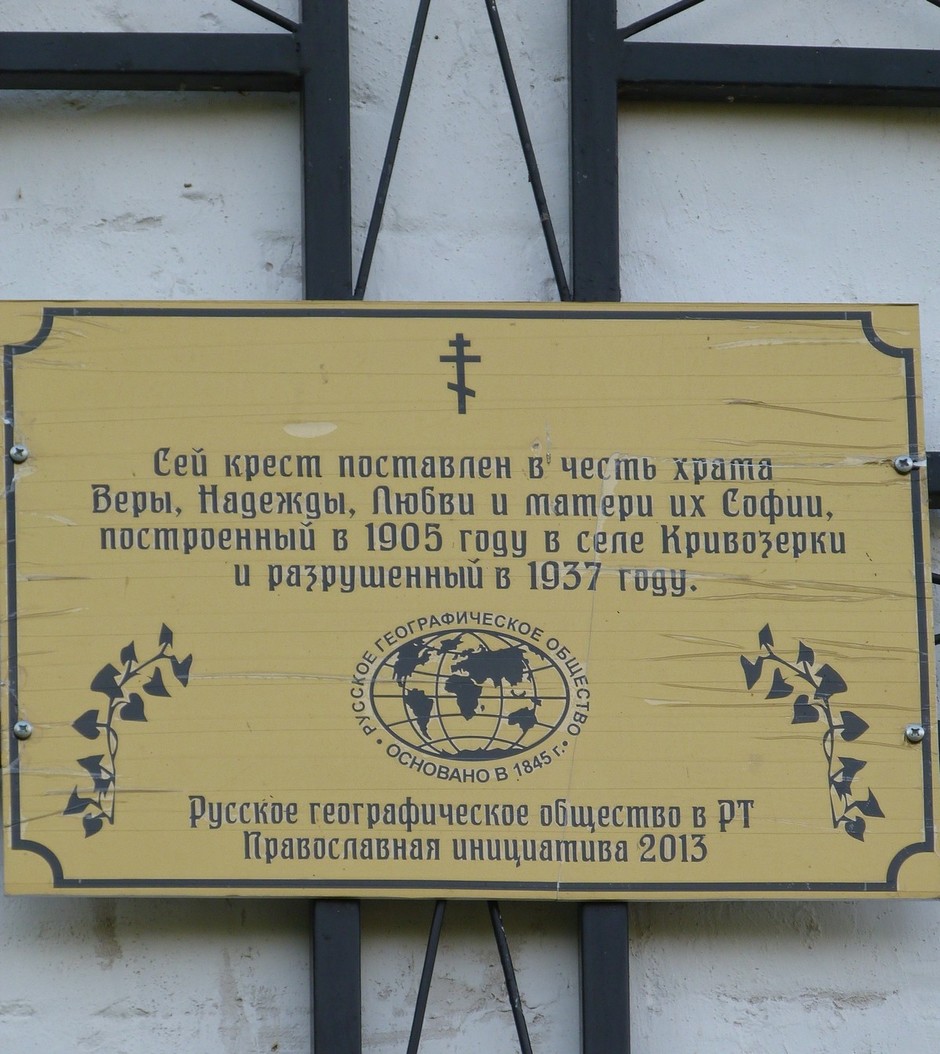 Сей крест поставлен в честь храма
Веры, Надежды, Любви и матери их Софии,
построенный в 1905 году в селе Кривозерки
и разрушенный в 1937 году.
РУССКОЕ ГЕОГРАФИЧЕСКОЕ ОБЩЕСТВО
• ОСНОВАНО В 1845 г. •
Русское географическое общество в РТ
Православная инициатива 2013